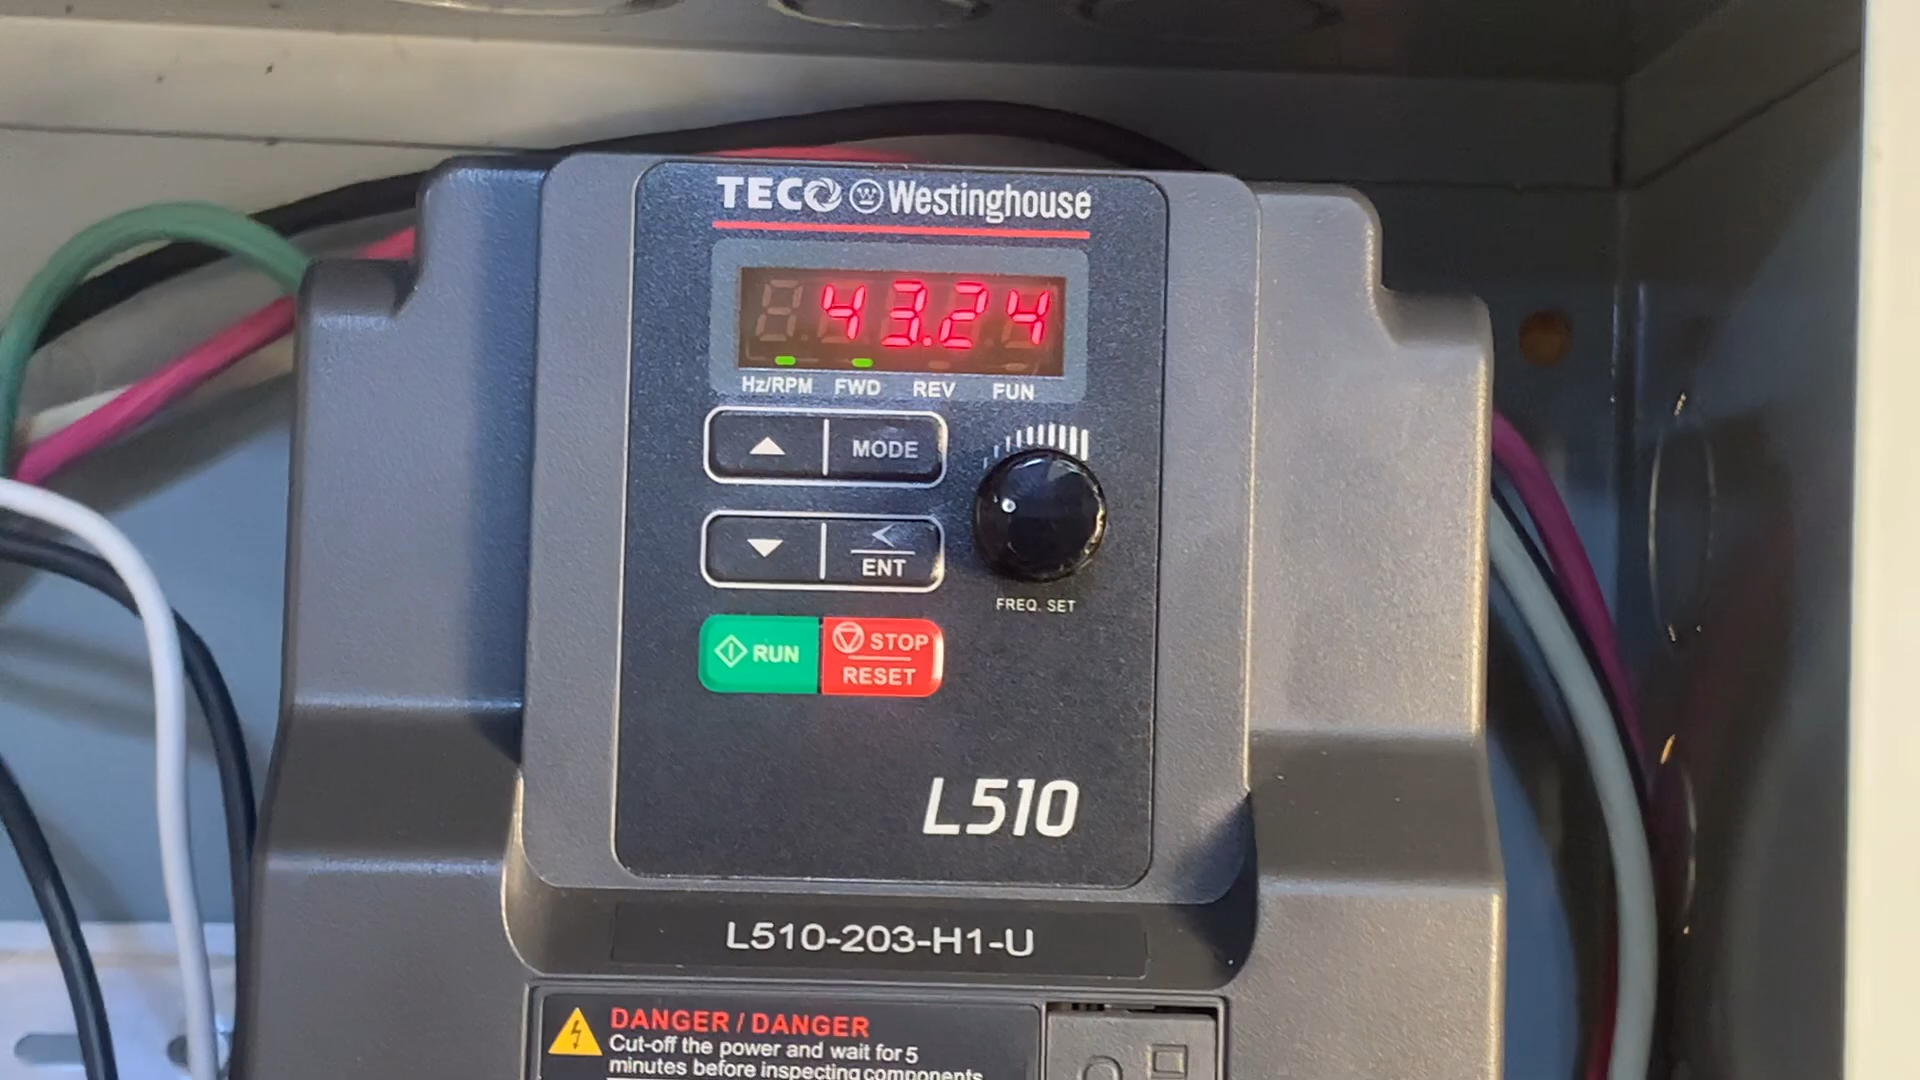 TECO Westinghouse
43.24
Hz/RPM FWD REV FUN
MODE
ENT
FREQ. SET
RUN
STOP
RESET
L510
L510-203-H1-U
DANGER / DANGER
Cut-off the power and wait for 5
minutes before inspecting components